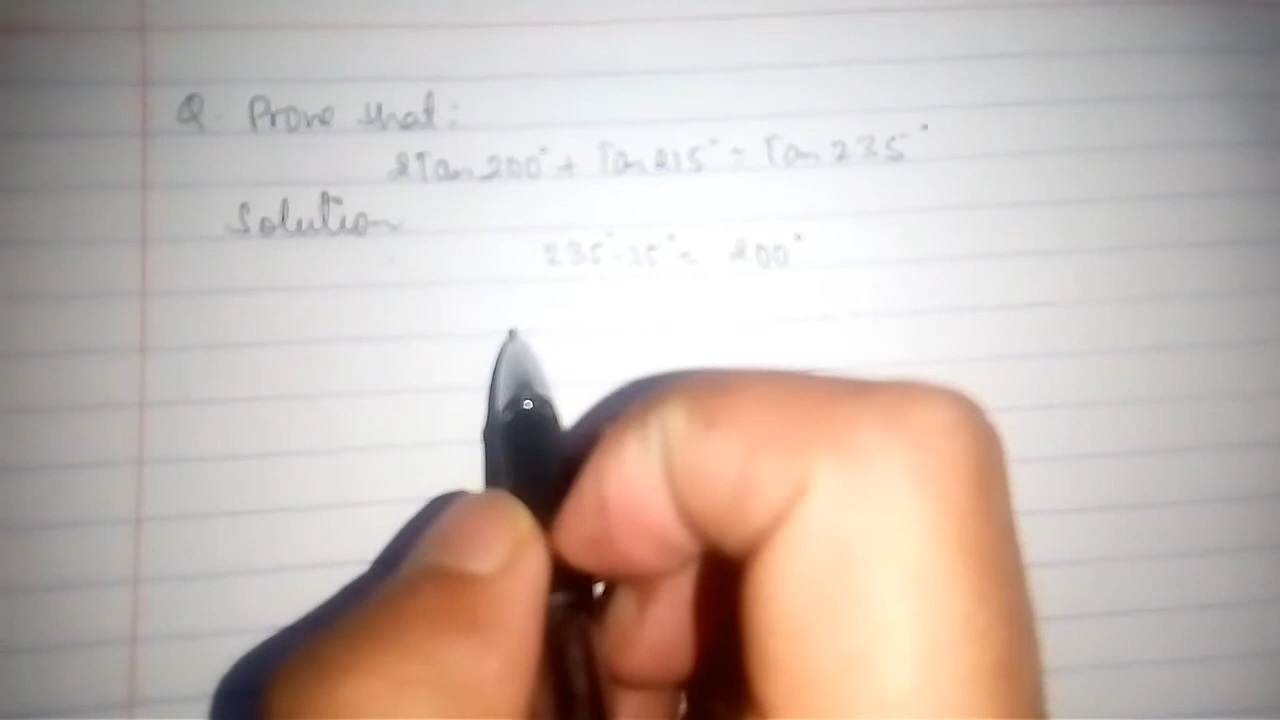 Q. Prove that:
2Tan 200° + Tan 215° = Tan 235°
Solution
235° - 35° = 200°